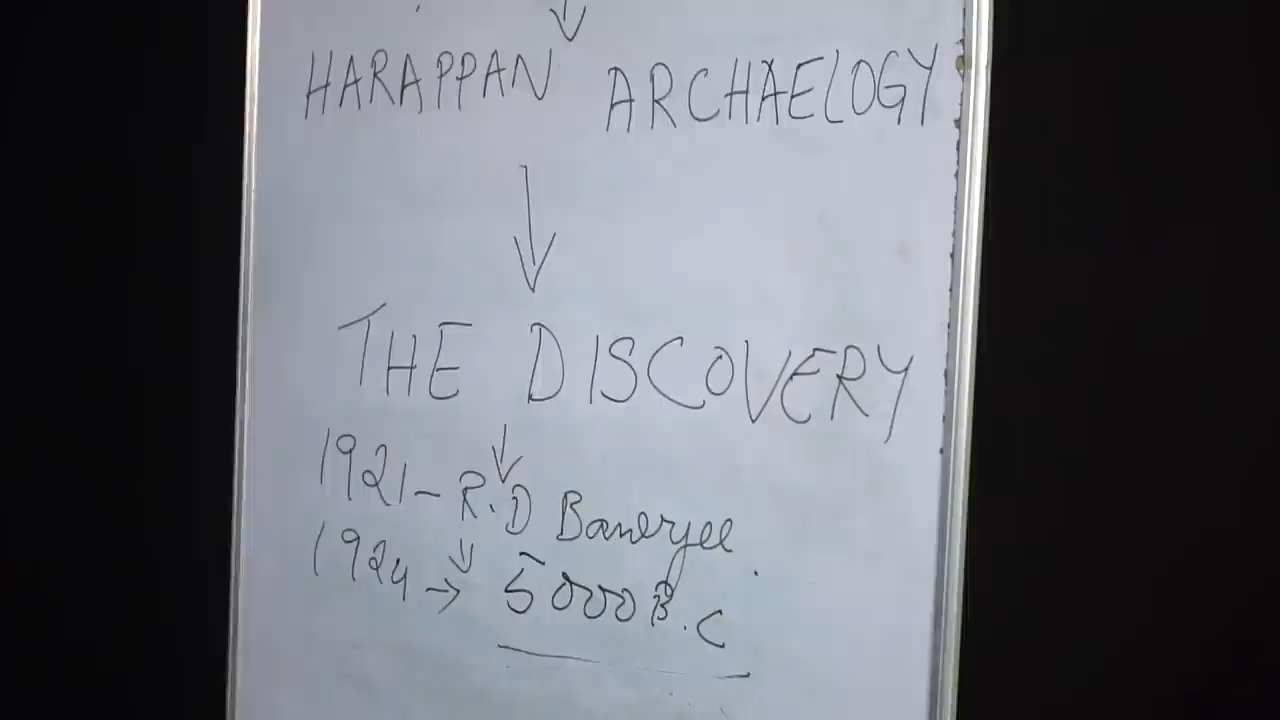 HARAPPAN ARCHAELOGY
THE DISCOVERY
1921- R.D Banerjee
1924 → 5000 B.C